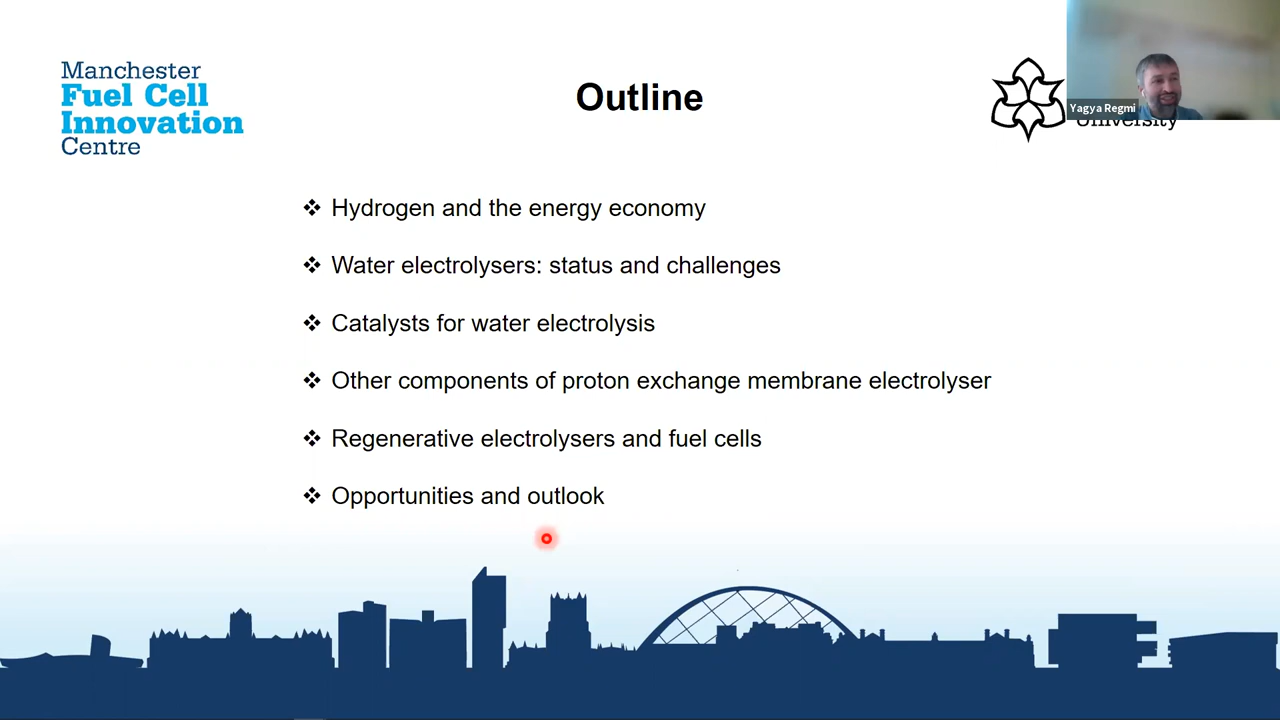 Manchester
Fuel Cell
Innovation
Centre
Outline
Yagya Regmi
University
❖ Hydrogen and the energy economy
❖ Water electrolysers: status and challenges
❖ Catalysts for water electrolysis
❖ Other components of proton exchange membrane electrolyser
❖ Regenerative electrolysers and fuel cells
❖ Opportunities and outlook